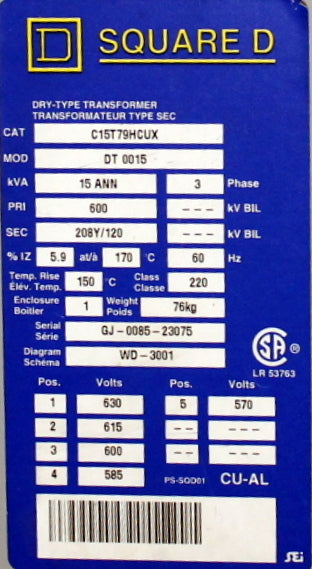 SQUARE D
DRY-TYPE TRANSFORMER
TRANSFORMATEUR TYPE SEC
CAT C15T79HCUX
MOD DT 0015
kVA 15 ANN 3 Phase
PRI 600 --- kV BIL
SEC 208Y/120 --- kV BIL
% IZ 5.9 at/à 170 °C 60 Hz
Temp. Rise Élév. Temp. 150 °C Class Classe 220
Enclosure Boîtier 1 Weight Poids 76kg
Serial Série GJ-0085-23075
Diagram Schéma WD-3001
SA ®
LR 53763
Pos. Volts Pos. Volts
1 630 5 570
2 615 -- ---
3 600 -- ---
4 585 PS-SQD01 CU-AL
SEi